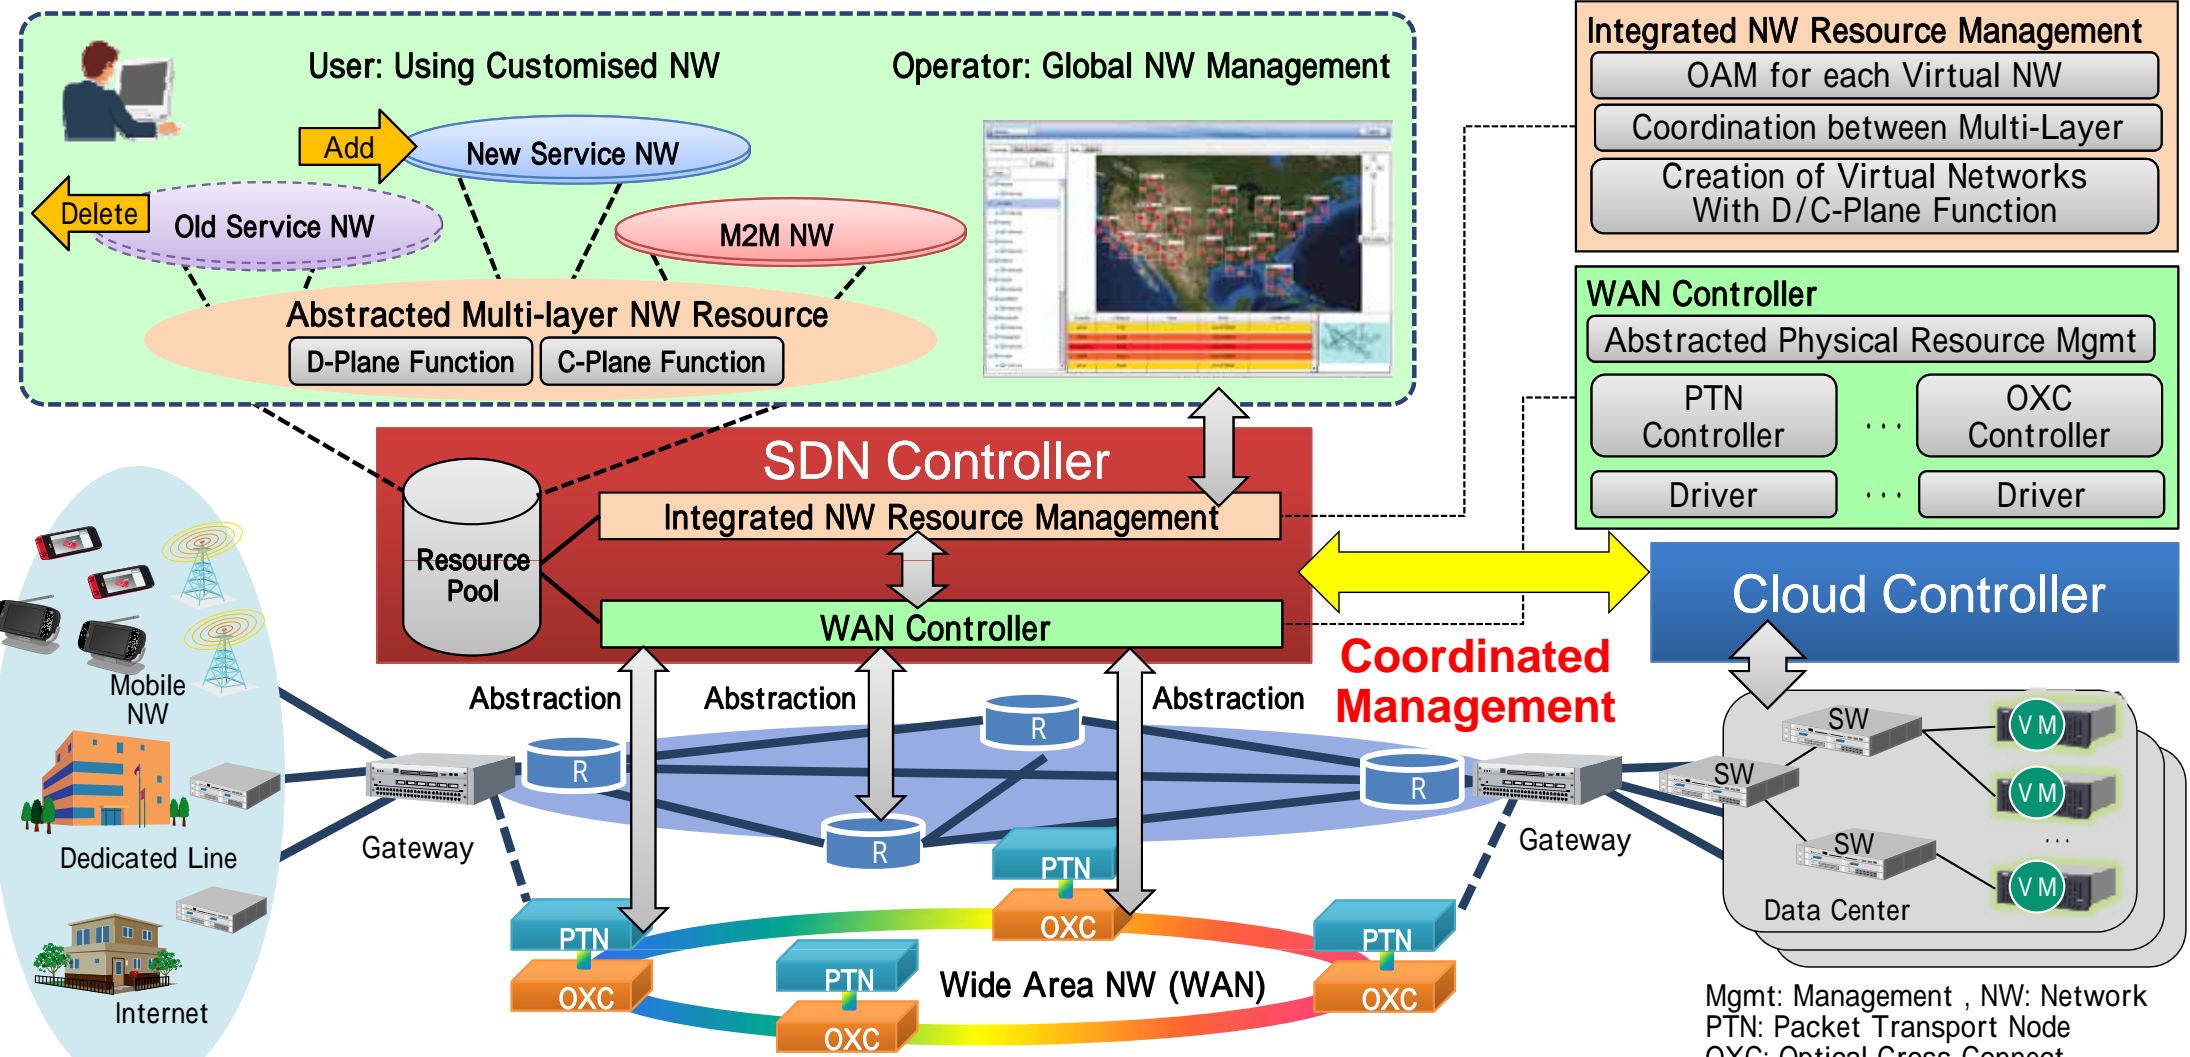 User: Using Customised NW
Operator: Global NW Management
Add
New Service NW
Delete
Old Service NW
M2M NW
Abstracted Multi-layer NW Resource
D-Plane Function
C-Plane Function
Integrated NW Resource Management
OAM for each Virtual NW
Coordination between Multi-Layer
Creation of Virtual Networks
With D/C-Plane Function
WAN Controller
Abstracted Physical Resource Mgmt
PTN
Controller
...
OXC
Controller
Driver
...
Driver
SDN Controller
Integrated NW Resource Management
Resource
Pool
WAN Controller
Cloud Controller
Coordinated
Management
Abstraction
Abstraction
Abstraction
Mobile
NW
Dedicated Line
Internet
Gateway
R
R
R
R
Gateway
PTN
OXC
PTN
OXC
PTN
OXC
PTN
OXC
Wide Area NW (WAN)
SW
SW
SW
VM
VM
...
VM
Data Center
Mgmt: Management , NW: Network
PTN: Packet Transport Node
OXC: Optical Cross Connect